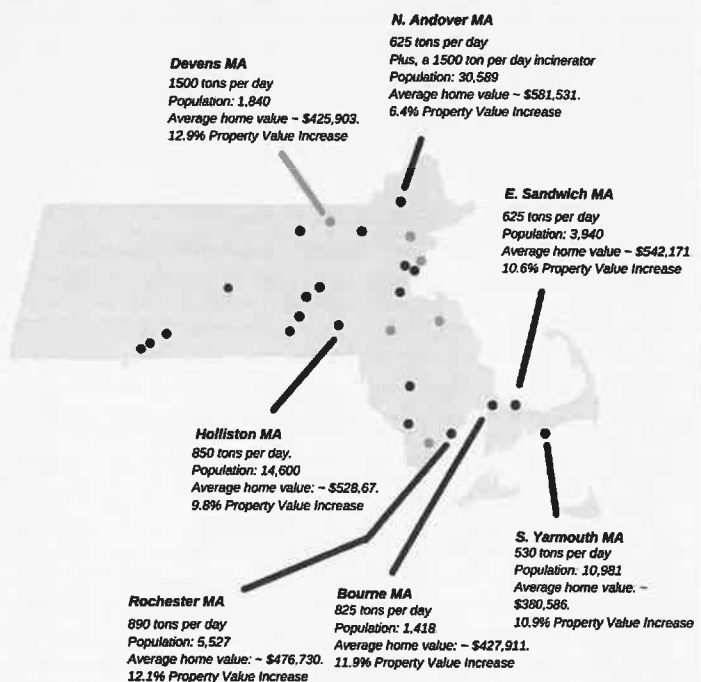 N. Andover MA
625 tons per day
Plus, a 1500 ton per day incinerator
Population: 30,589
Average home value ~ $581,531.
6.4% Property Value Increase
Devens MA
1500 tons per day
Population: 1,840
Average home value ~ $425,903.
12.9% Property Value Increase
E. Sandwich MA
625 tons per day
Population: 3,940
Average home value ~ $542,171
10.6% Property Value Increase
Holliston MA
850 tons per day.
Population: 14,600
Average home value: ~ $528,67.
9.8% Property Value Increase
S. Yarmouth MA
530 tons per day
Population: 10,981
Average home value: ~
$380,586.
10.9% Property Value Increase
Rochester MA
890 tons per day
Population: 5,527
Average home value: ~ $476,730.
12.1% Property Value Increase
Bourne MA
825 tons per day
Population: 1,418
Average home value: ~ $427,911.
11.9% Property Value Increase